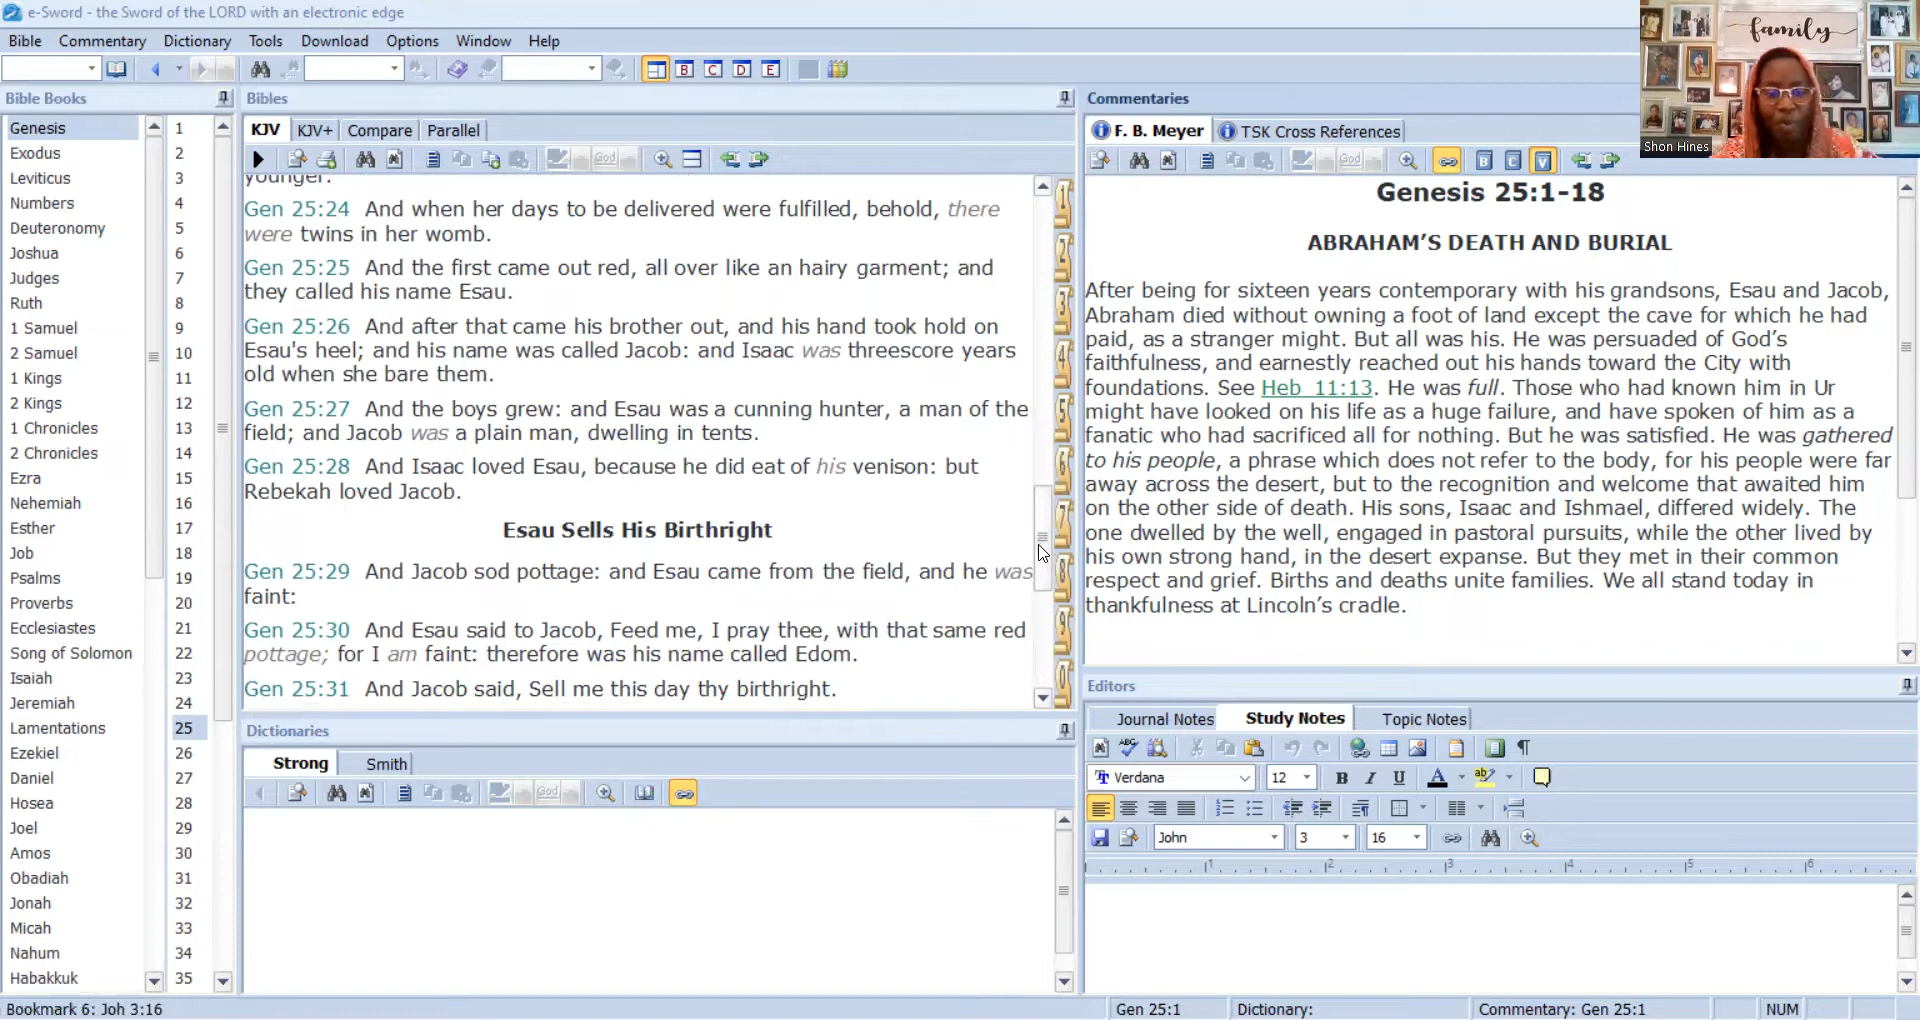 e-Sword - the Sword of the LORD with an electronic edge
Bible Commentary Dictionary Tools Download Options Window Help
B C D E
Bible Books
Genesis
Exodus
Leviticus
Numbers
Deuteronomy
Joshua
Judges
Ruth
1 Samuel
2 Samuel
1 Kings
2 Kings
1 Chronicles
2 Chronicles
Ezra
Nehemiah
Esther
Job
Psalms
Proverbs
Ecclesiastes
Song of Solomon
Isaiah
Jeremiah
Lamentations
Ezekiel
Daniel
Hosea
Joel
Amos
Obadiah
Jonah
Micah
Nahum
Habakkuk
1
2
3
4
5
6
7
8
9
10
11
12
13
14
15
16
17
18
19
20
21
22
23
24
25
26
27
28
29
30
31
32
33
34
35
Bibles
KJV KJV+ Compare Parallel
God
younger.
Gen 25:24 And when her days to be delivered were fulfilled, behold, there
were twins in her womb.
Gen 25:25 And the first came out red, all over like an hairy garment; and
they called his name Esau.
Gen 25:26 And after that came his brother out, and his hand took hold on
Esau's heel; and his name was called Jacob: and Isaac was threescore years
old when she bare them.
Gen 25:27 And the boys grew: and Esau was a cunning hunter, a man of the
field; and Jacob was a plain man, dwelling in tents.
Gen 25:28 And Isaac loved Esau, because he did eat of his venison: but
Rebekah loved Jacob.
Esau Sells His Birthright
Gen 25:29 And Jacob sod pottage: and Esau came from the field, and he was
faint:
Gen 25:30 And Esau said to Jacob, Feed me, I pray thee, with that same red
pottage; for I am faint: therefore was his name called Edom.
Gen 25:31 And Jacob said, Sell me this day thy birthright.
1
2
3
4
5
6
7
8
9
0
Dictionaries
Strong Smith
God
Commentaries
F. B. Meyer TSK Cross References
God B C V
Genesis 25:1-18
ABRAHAM’S DEATH AND BURIAL
After being for sixteen years contemporary with his grandsons, Esau and Jacob,
Abraham died without owning a foot of land except the cave for which he had
paid, as a stranger might. But all was his. He was persuaded of God’s
faithfulness, and earnestly reached out his hands toward the City with
foundations. See Heb_11:13. He was full. Those who had known him in Ur
might have looked on his life as a huge failure, and have spoken of him as a
fanatic who had sacrificed all for nothing. But he was satisfied. He was gathered
to his people, a phrase which does not refer to the body, for his people were far
away across the desert, but to the recognition and welcome that awaited him
on the other side of death. His sons, Isaac and Ishmael, differed widely. The
one dwelled by the well, engaged in pastoral pursuits, while the other lived by
his own strong hand, in the desert expanse. But they met in their common
respect and grief. Births and deaths unite families. We all stand today in
thankfulness at Lincoln’s cradle.
Editors
Journal Notes Study Notes Topic Notes
ABC ¶
Verdana 12 B I U A ab
John 3 16
1 2 3 4 5 6
family
Shon Hines
Bookmark 6: Joh 3:16 Gen 25:1 Dictionary: Commentary: Gen 25:1 NUM